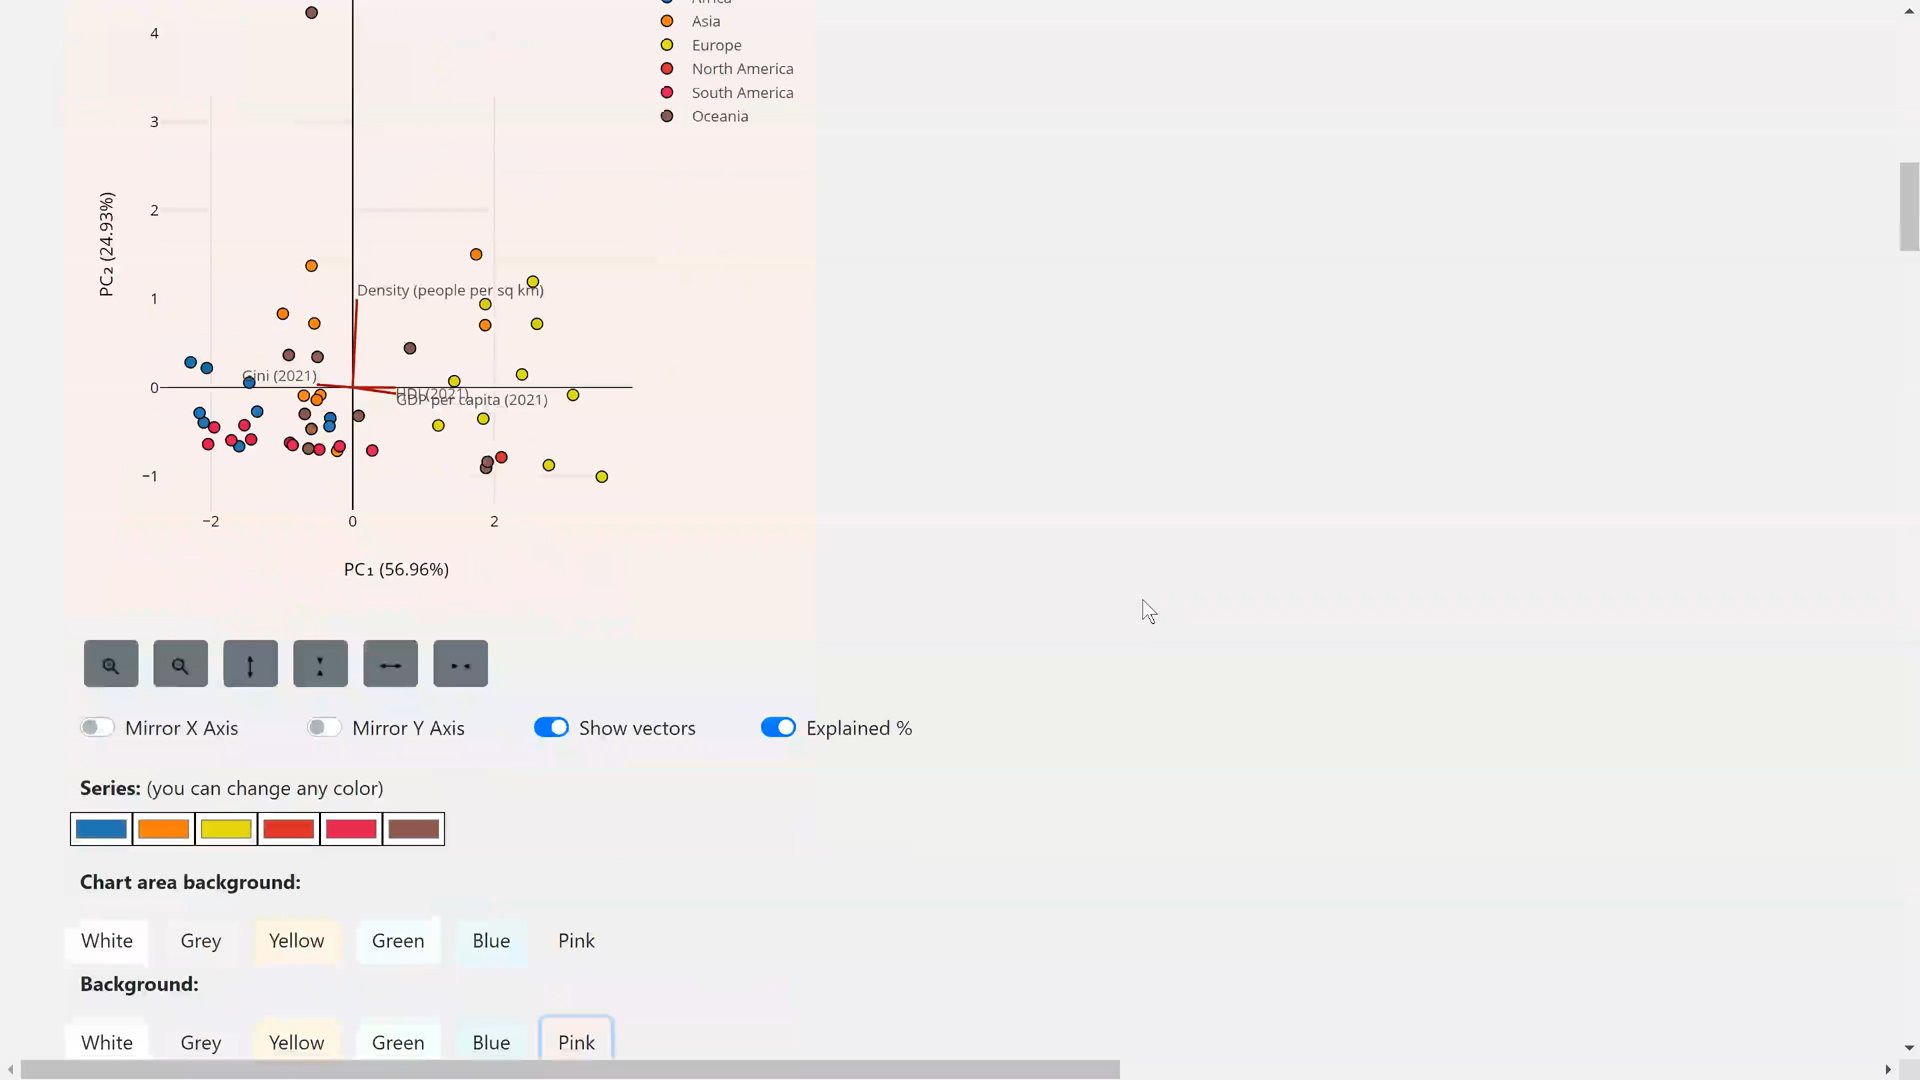 4
Asia
Europe
North America
South America
Oceania
3
2
1
0
−1
PC₂ (24.93%)
Density (people per sq km)
Gini (2021)
HDI (2021)
GDP per capita (2021)
−2
0
2
PC₁ (56.96%)
Mirror X Axis
Mirror Y Axis
Show vectors
Explained %
Series: (you can change any color)
Chart area background:
White
Grey
Yellow
Green
Blue
Pink
Background:
White
Grey
Yellow
Green
Blue
Pink